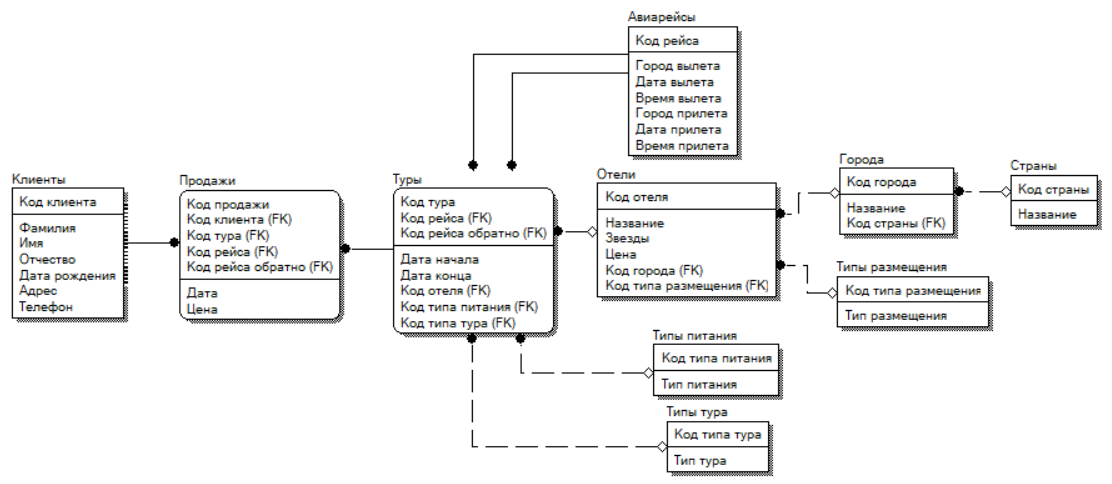 Авиарейсы
Код рейса
Город вылета
Дата вылета
Время вылета
Город прилета
Дата прилета
Время прилета
Клиенты
Код клиента
Фамилия
Имя
Отчество
Дата рождения
Адрес
Телефон
Продажи
Код продажи
Код клиента (FK)
Код тура (FK)
Код рейса (FK)
Код рейса обратно (FK)
Дата
Цена
Туры
Код тура
Код рейса (FK)
Код рейса обратно (FK)
Дата начала
Дата конца
Код отеля (FK)
Код типа питания (FK)
Код типа тура (FK)
Отели
Код отеля
Название
Звезды
Цена
Код города (FK)
Код типа размещения (FK)
Города
Код города
Название
Код страны (FK)
Страны
Код страны
Название
Типы размещения
Код типа размещения
Тип размещения
Типы питания
Код типа питания
Тип питания
Типы тура
Код типа тура
Тип тура